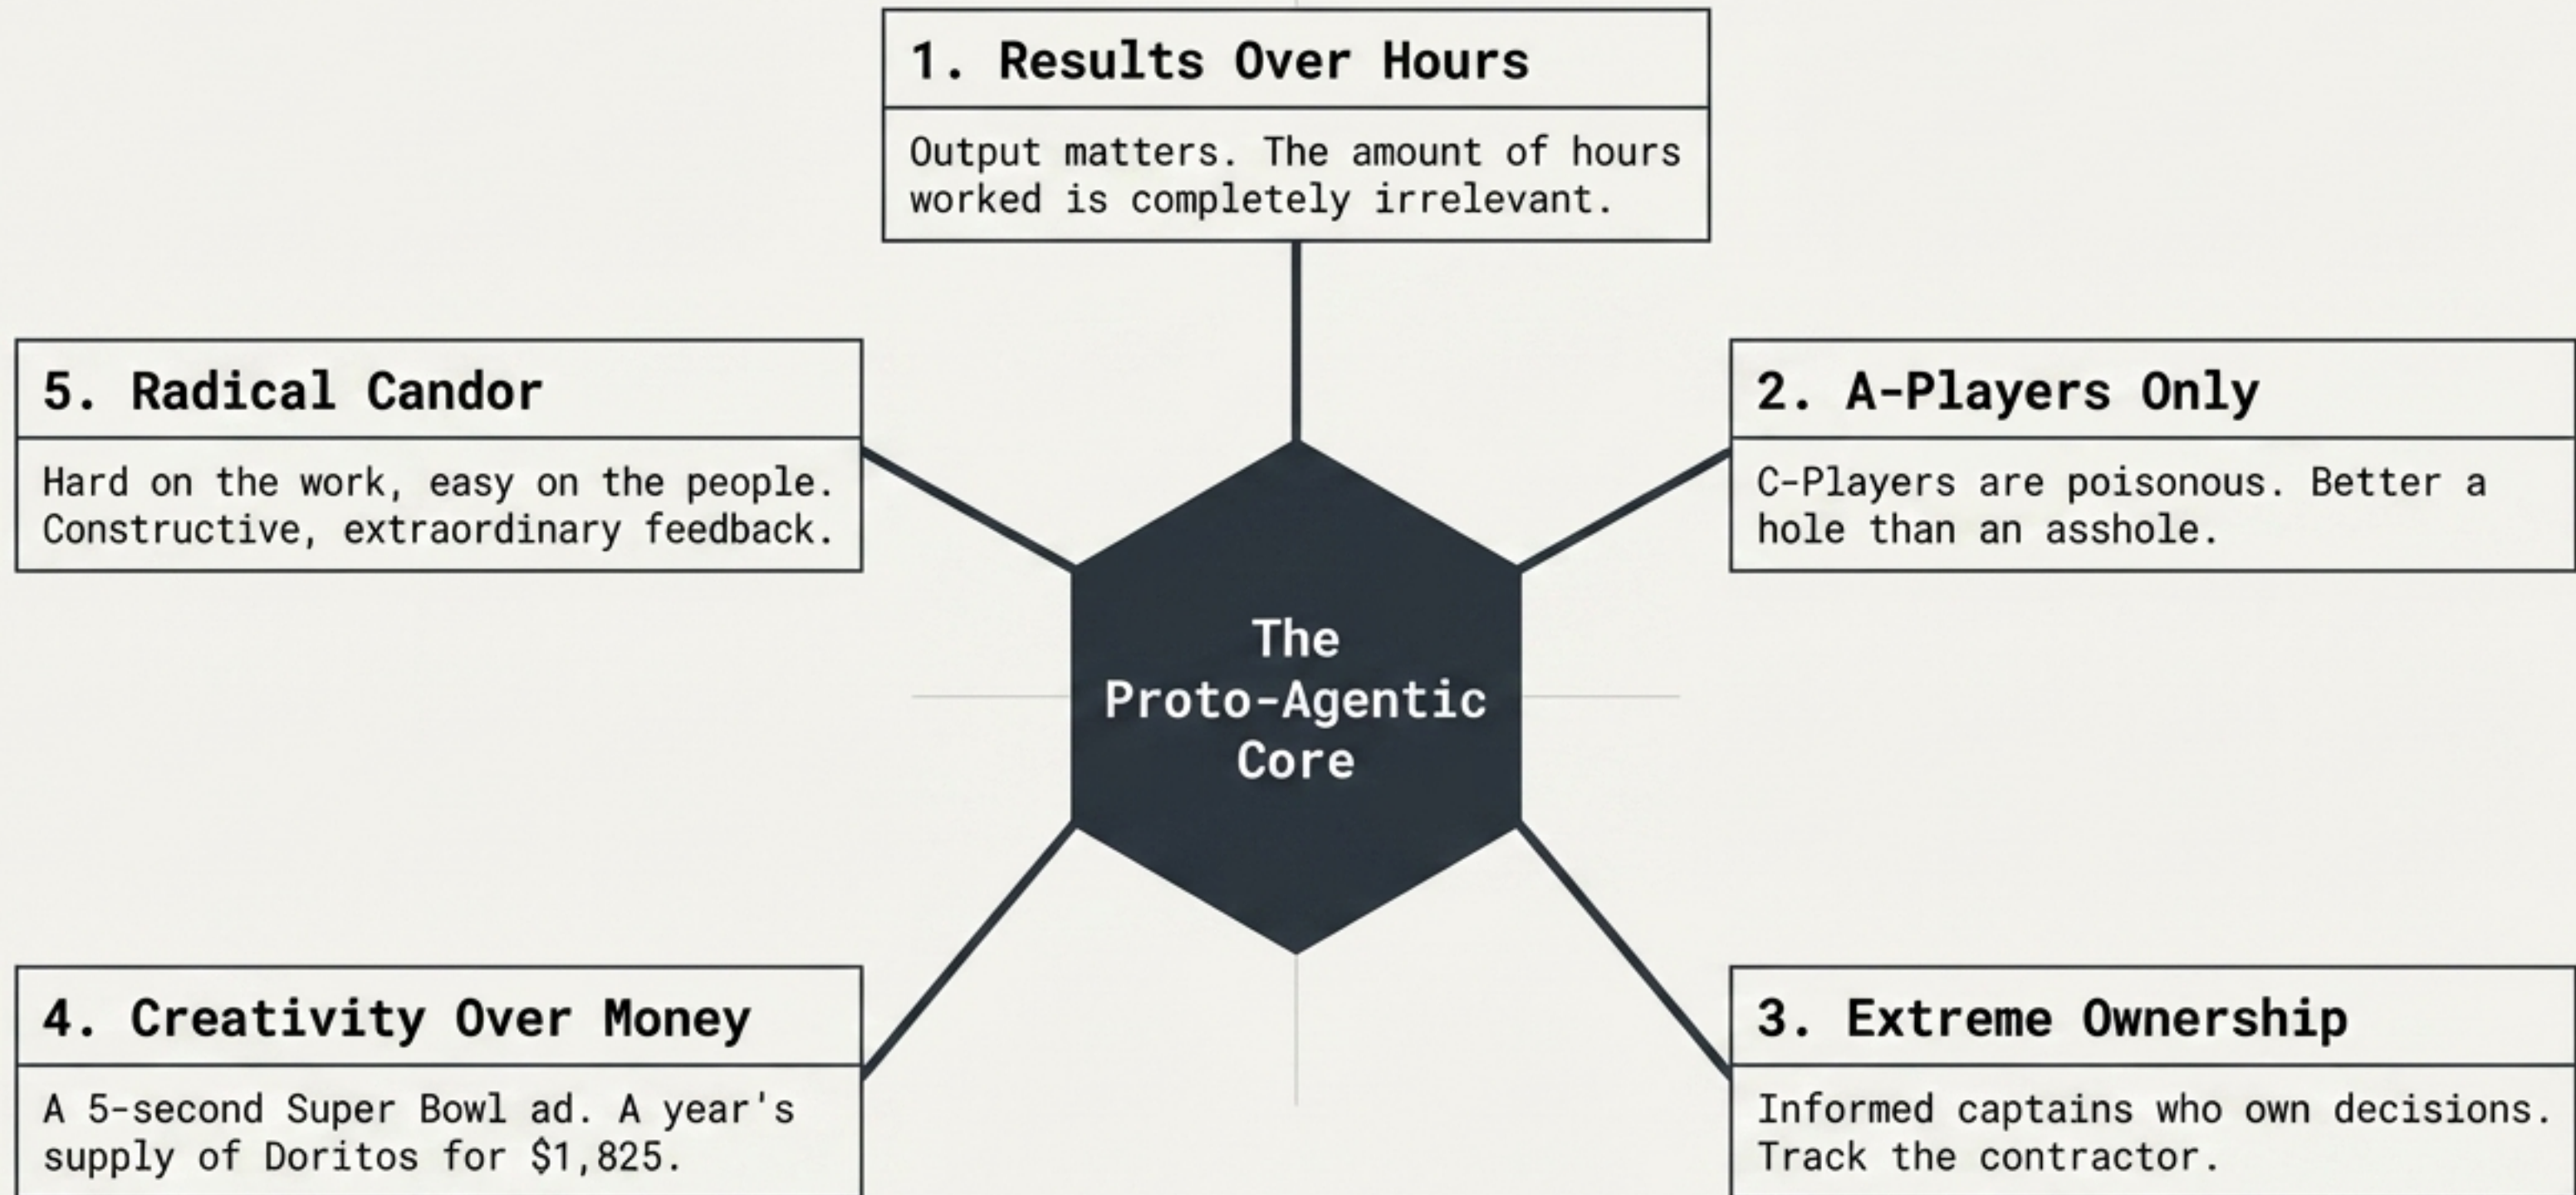 1. Results Over Hours
Output matters. The amount of hours
worked is completely irrelevant.
5. Radical Candor
Hard on the work, easy on the people.
Constructive, extraordinary feedback.
2. A-Players Only
C-Players are poisonous. Better a
hole than an asshole.
The
Proto-Agentic
Core
4. Creativity Over Money
A 5-second Super Bowl ad. A year's
supply of Doritos for $1,825.
3. Extreme Ownership
Informed captains who own decisions.
Track the contractor.